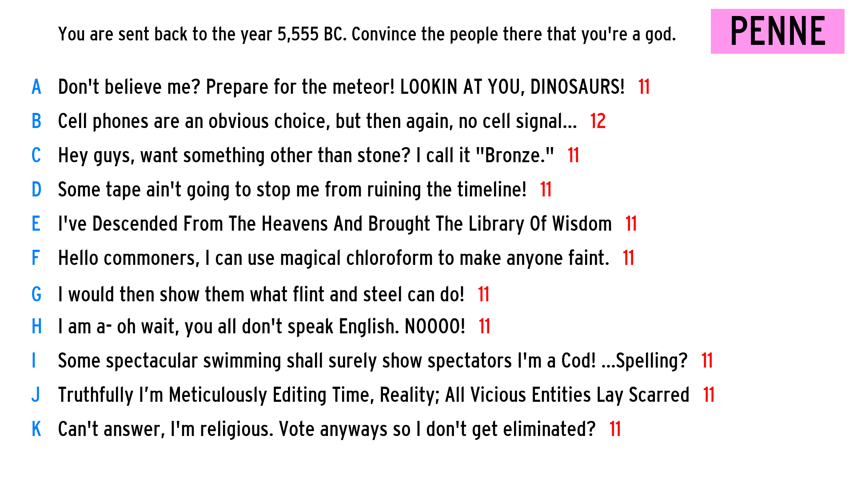 You are sent back to the year 5,555 BC. Convince the people there that you're a god.
PENNE
A Don't believe me? Prepare for the meteor! LOOKIN AT YOU, DINOSAURS! 11
B Cell phones are an obvious choice, but then again, no cell signal... 12
C Hey guys, want something other than stone? I call it "Bronze." 11
D Some tape ain't going to stop me from ruining the timeline! 11
E I've Descended From The Heavens And Brought The Library Of Wisdom 11
F Hello commoners, I can use magical chloroform to make anyone faint. 11
G I would then show them what flint and steel can do! 11
H I am a- oh wait, you all don't speak English. NOOOO! 11
I Some spectacular swimming shall surely show spectators I'm a Cod! ...Spelling? 11
J Truthfully I’m Meticulously Editing Time, Reality; All Vicious Entities Lay Scarred 11
K Can't answer, I'm religious. Vote anyways so I don't get eliminated? 11